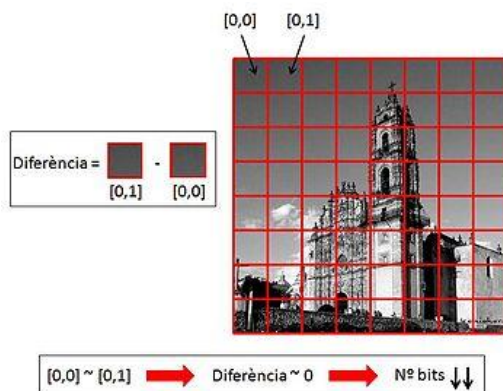 [0,0] [0,1]
Diferència = -
[0,1] [0,0]
[0,0] ~ [0,1] Diferència ~ 0 Nº bits